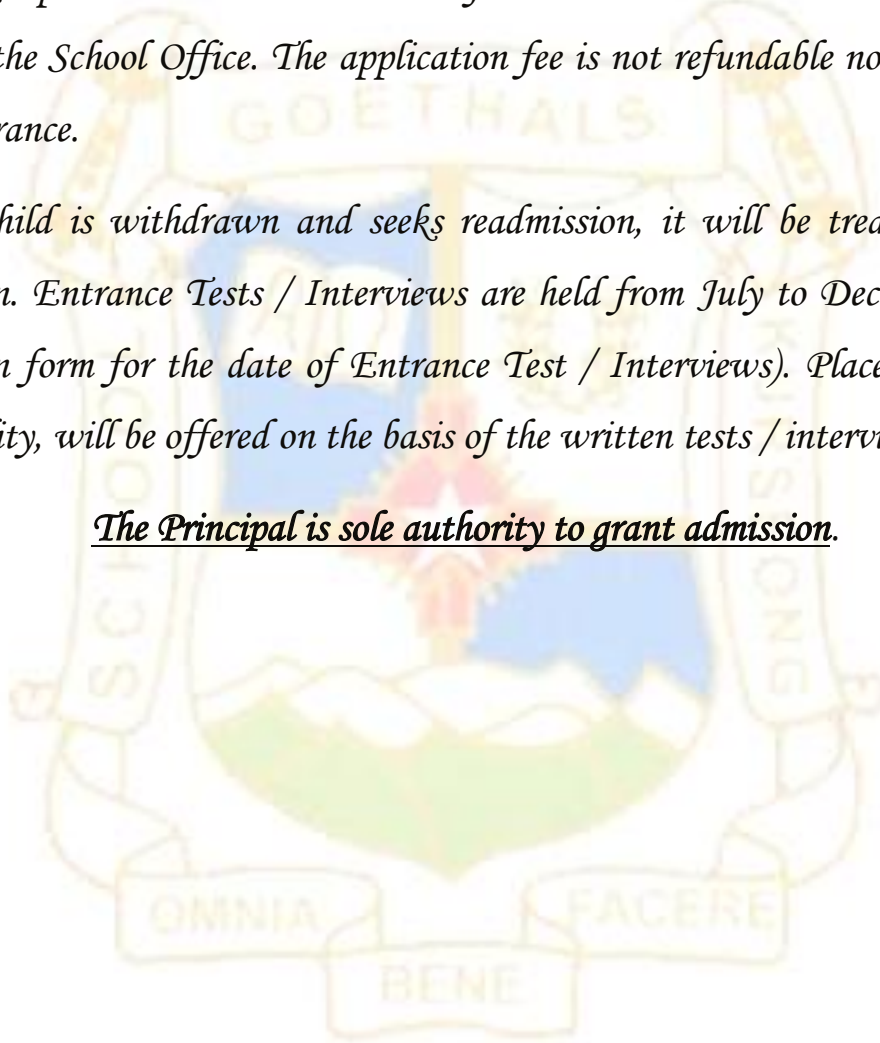 the School Office. The application fee is not refundable no
rance.
hild is withdrawn and seeks readmission, it will be trea
n. Entrance Tests / Interviews are held from July to Dec
n form for the date of Entrance Test / Interviews). Place
ity, will be offered on the basis of the written tests / intervi
The Principal is sole authority to grant admission.
GOETHALS
SCHOOL
KURSEONG
OMNIA
BENE
FACERE